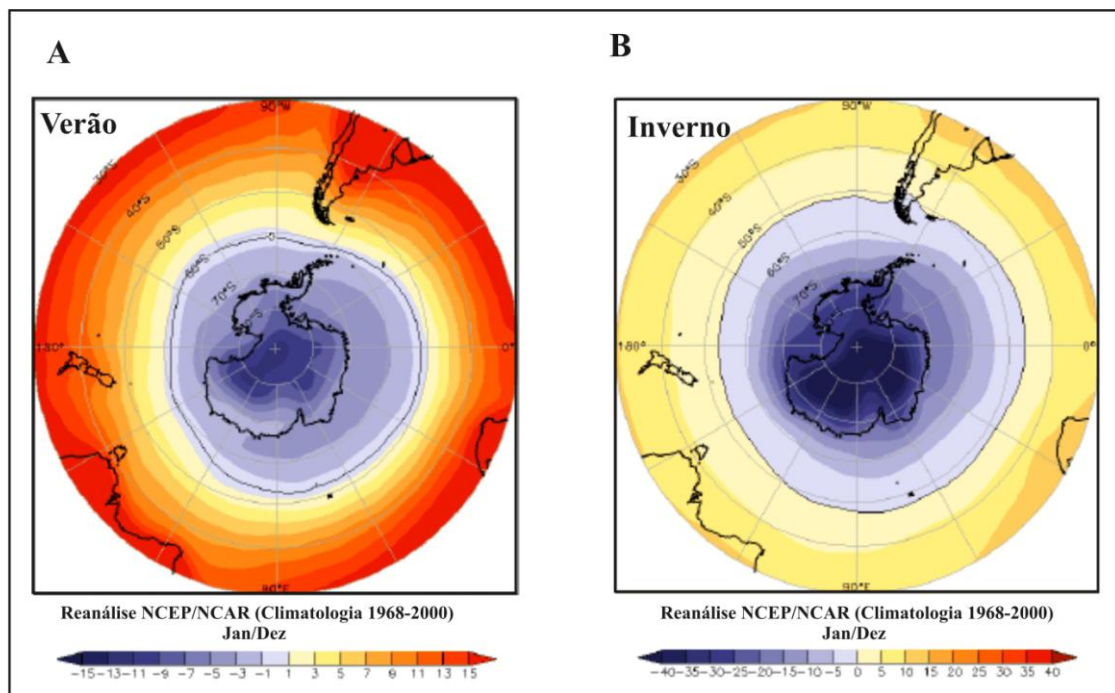 A
B
Verão
Inverno
90°W
90°W
30°S
30°S
40°S
40°S
50°S
50°S
60°S
60°S
70°S
70°S
0
180°
0°
180°
0°
90°E
90°E
Reanálise NCEP/NCAR (Climatologia 1968-2000)
Jan/Dez
Reanálise NCEP/NCAR (Climatologia 1968-2000)
Jan/Dez
-15 -13 -11 -9 -7 -5 -3 -1 1 3 5 7 9 11 13 15
-40 -35 -30 -25 -20 -15 -10 -5 0 5 10 15 20 25 30 35 40